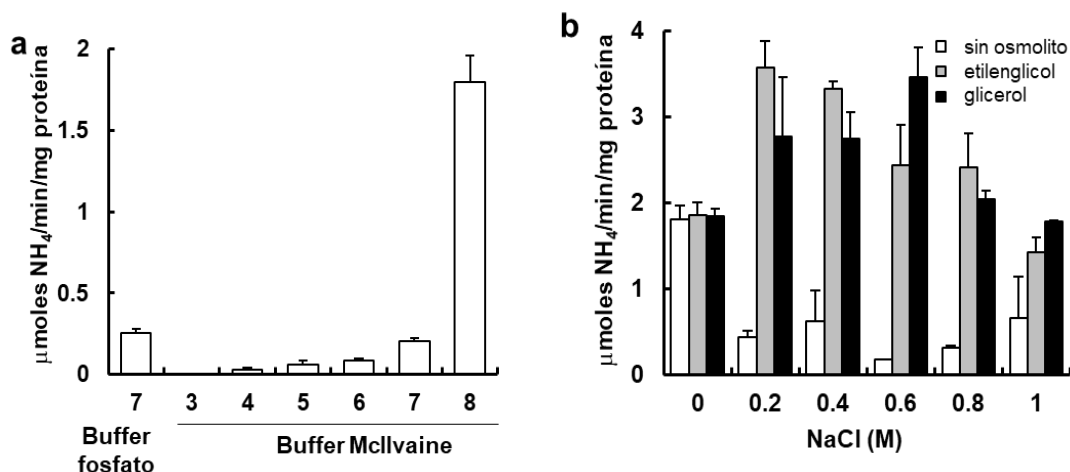 a
µmoles NH4/min/mg proteína
2
1.5
1
0.5
0
7 3 4 5 6 7 8
Buffer fosfato
Buffer McIlvaine
b
µmoles NH4/min/mg proteína
4
3
2
1
0
sin osmolito
etilenglicol
glicerol
0 0.2 0.4 0.6 0.8 1
NaCl (M)